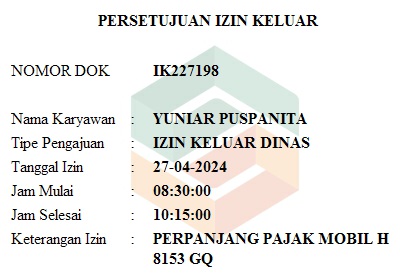 PERSETUJUAN IZIN KELUAR
NOMOR DOK IK227198
Nama Karyawan : YUNIAR PUSPANITA
Tipe Pengajuan : IZIN KELUAR DINAS
Tanggal Izin : 27-04-2024
Jam Mulai : 08:30:00
Jam Selesai : 10:15:00
Keterangan Izin : PERPANJANG PAJAK MOBIL H
8153 GQ